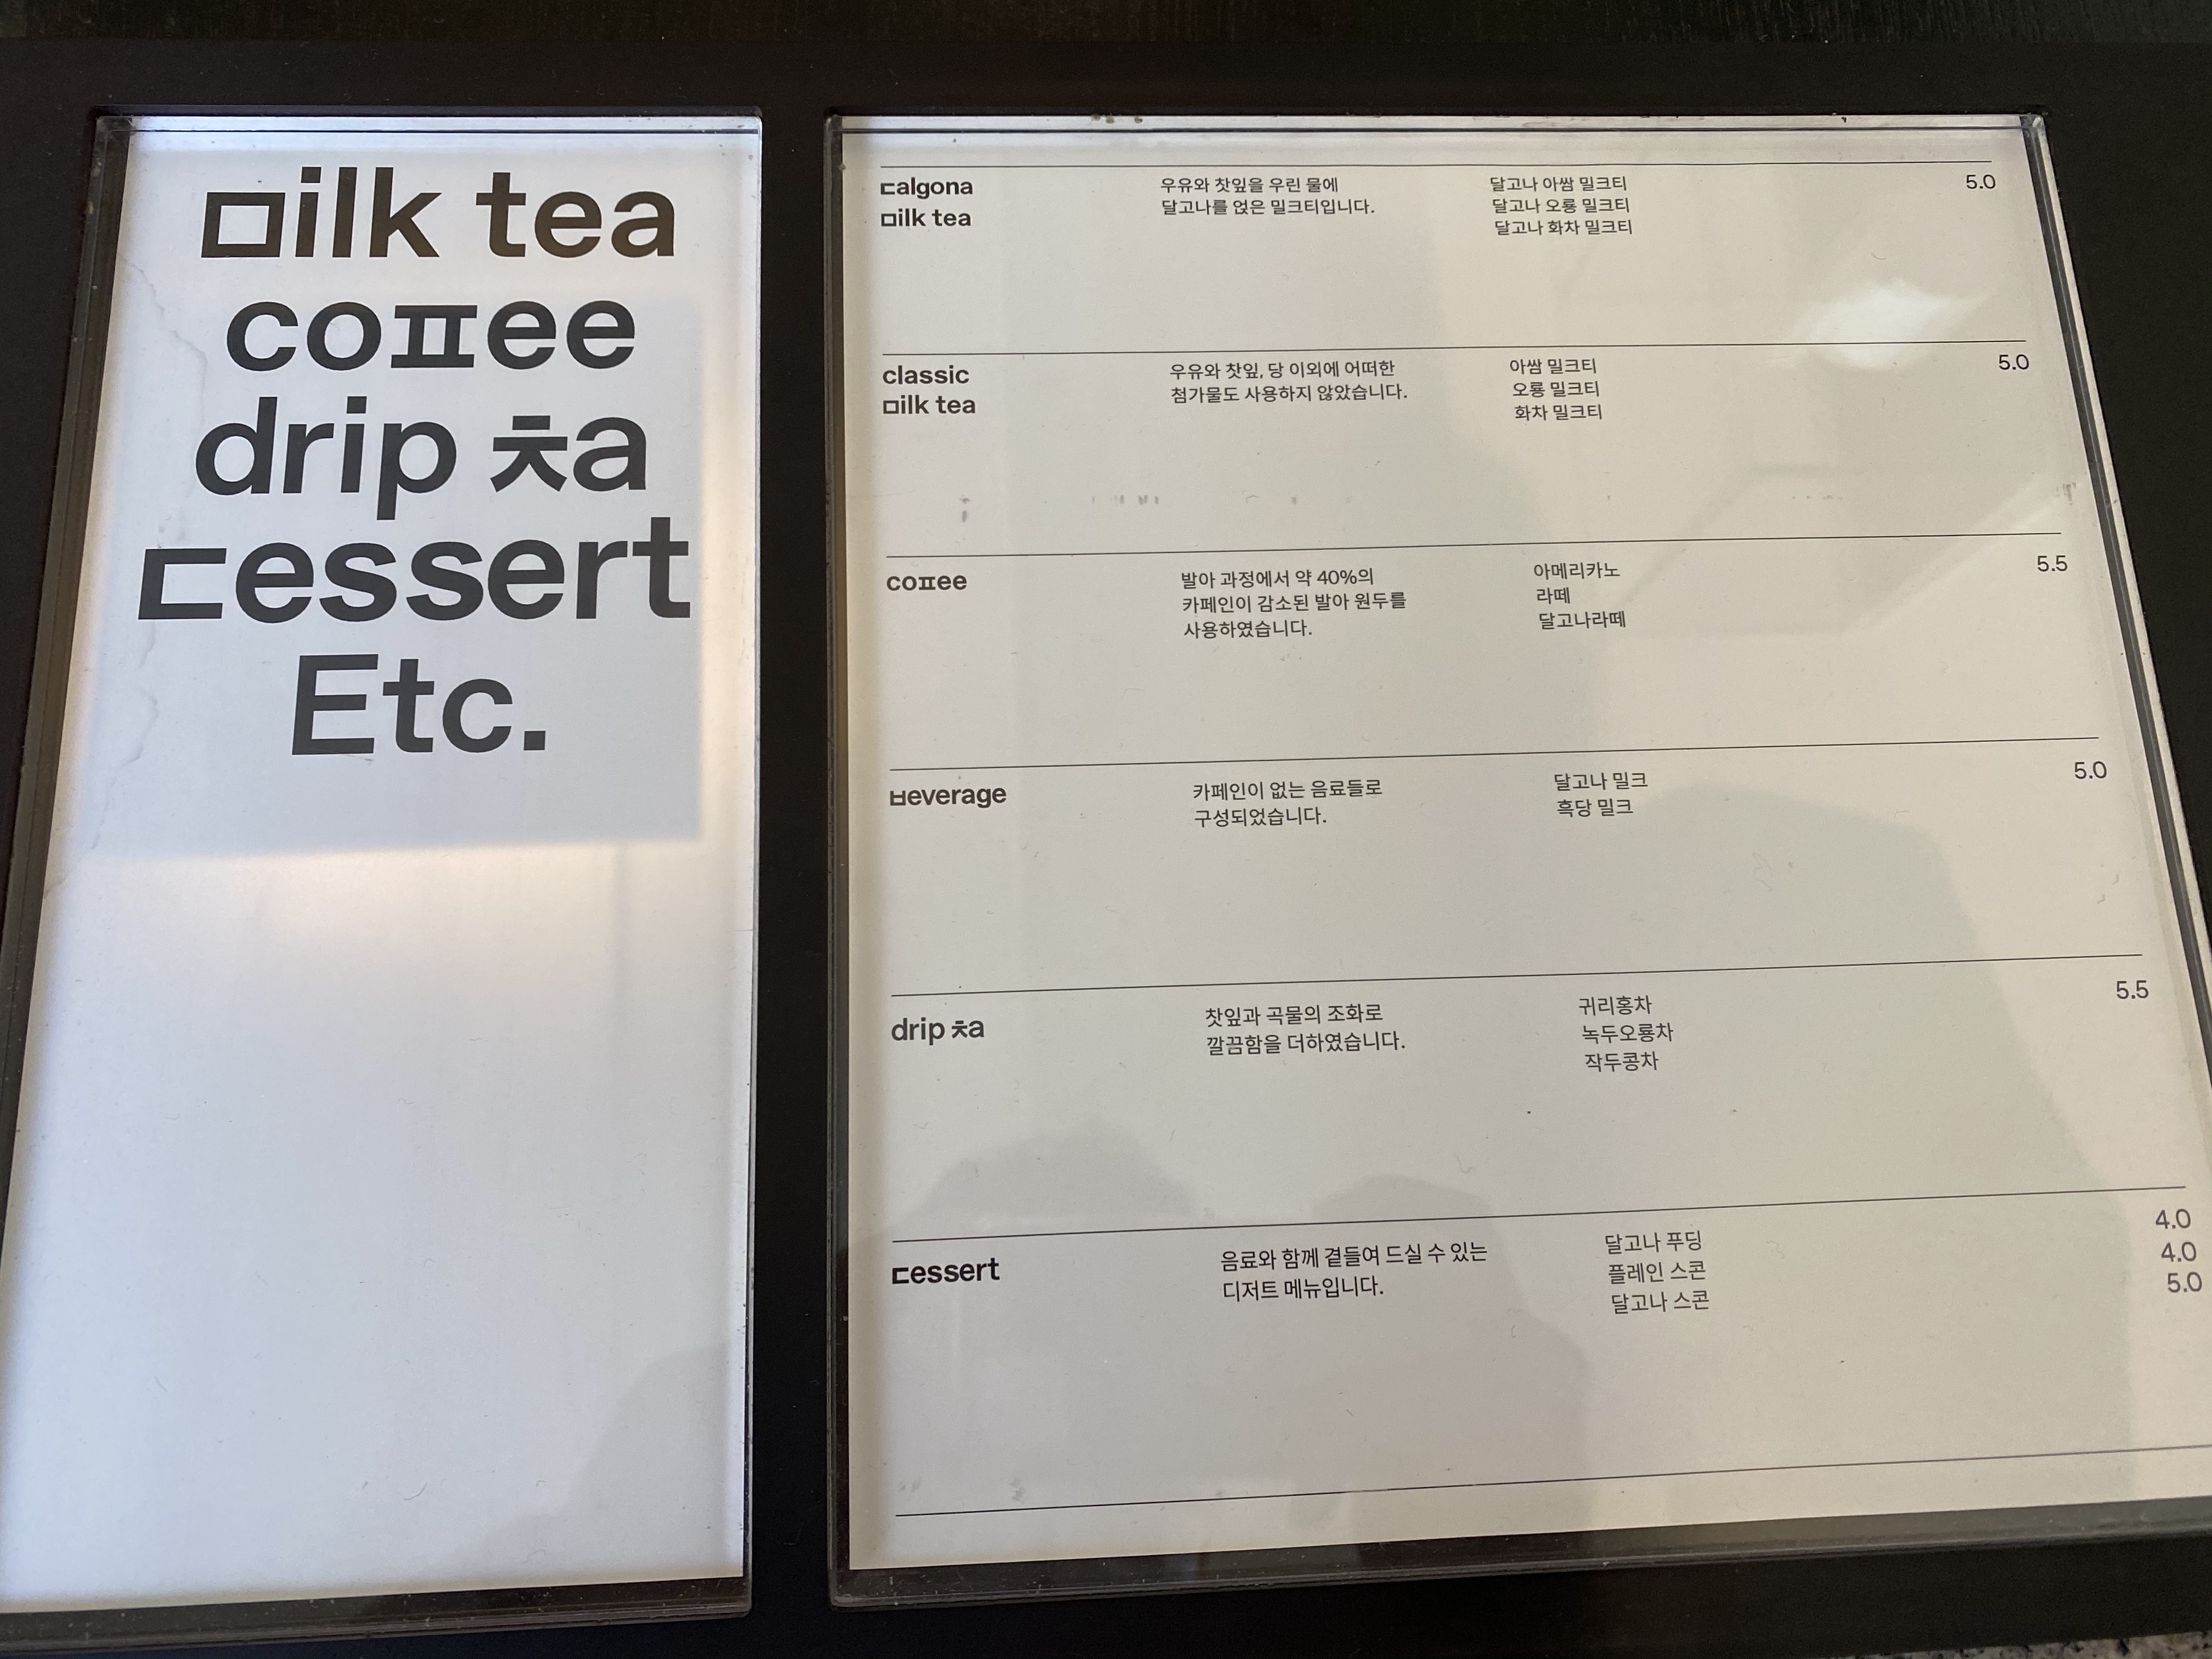 ㅁilk tea
coㅍee
drip ㅊa
ㄷessert
Etc.
ㄷalgona
ㅁilk tea
우유와 찻잎을 우린 물에
달고나를 얹은 밀크티입니다.
달고나 아쌈 밀크티
달고나 오룡 밀크티
달고나 화차 밀크티
5.0
classic
ㅁilk tea
우유와 찻잎, 당 이외에 어떠한
첨가물도 사용하지 않았습니다.
아쌈 밀크티
오룡 밀크티
화차 밀크티
5.0
coㅍee
발아 과정에서 약 40%의
카페인이 감소된 발아 원두를
사용하였습니다.
아메리카노
라떼
달고나라떼
5.5
ㅂeverage
카페인이 없는 음료들로
구성되었습니다.
달고나 밀크
흑당 밀크
5.0
drip ㅊa
찻잎과 곡물의 조화로
깔끔함을 더하였습니다.
귀리홍차
녹두오룡차
작두콩차
5.5
ㄷessert
음료와 함께 곁들여 드실 수 있는
디저트 메뉴입니다.
달고나 푸딩
플레인 스콘
달고나 스콘
4.0
4.0
5.0